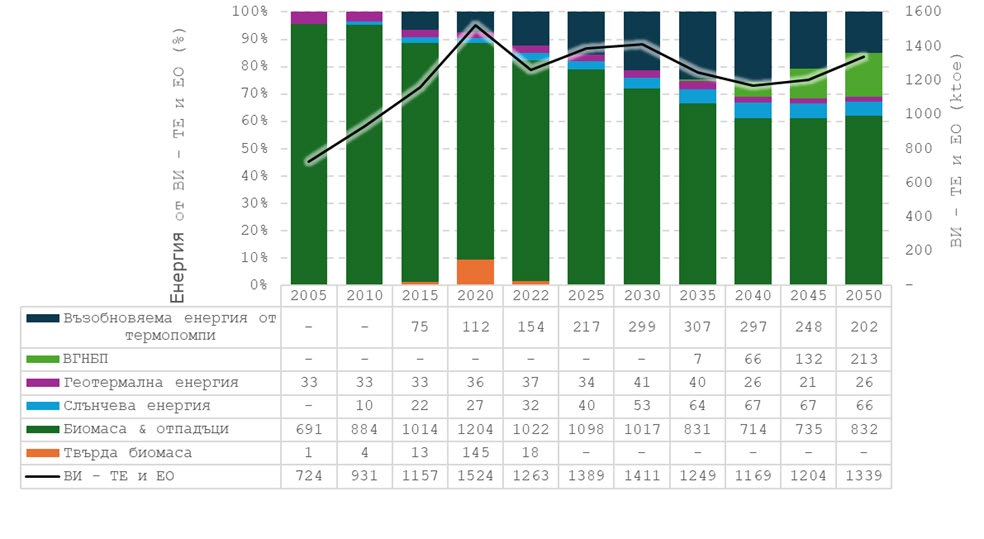 100%
90%
80%
70%
60%
50%
40%
30%
20%
10%
0%
Енергия от ВИ – ТЕ и ЕО (%)
1600
1400
1200
1000
800
600
400
200
–
ВИ – ТЕ и ЕО (ktoe)
2005 2010 2015 2020 2022 2025 2030 2035 2040 2045 2050
Възобновяема енергия от
термопомпи – – 75 112 154 217 299 307 297 248 202
ВГНБП – – – – – – – 7 66 132 213
Геотермална енергия 33 33 33 36 37 34 41 40 26 21 26
Слънчева енергия – 10 22 27 32 40 53 64 67 67 66
Биомаса & отпадъци 691 884 1014 1204 1022 1098 1017 831 714 735 832
Твърда биомаса 1 4 13 145 18 – – – – – –
ВИ – ТЕ и ЕО 724 931 1157 1524 1263 1389 1411 1249 1169 1204 1339